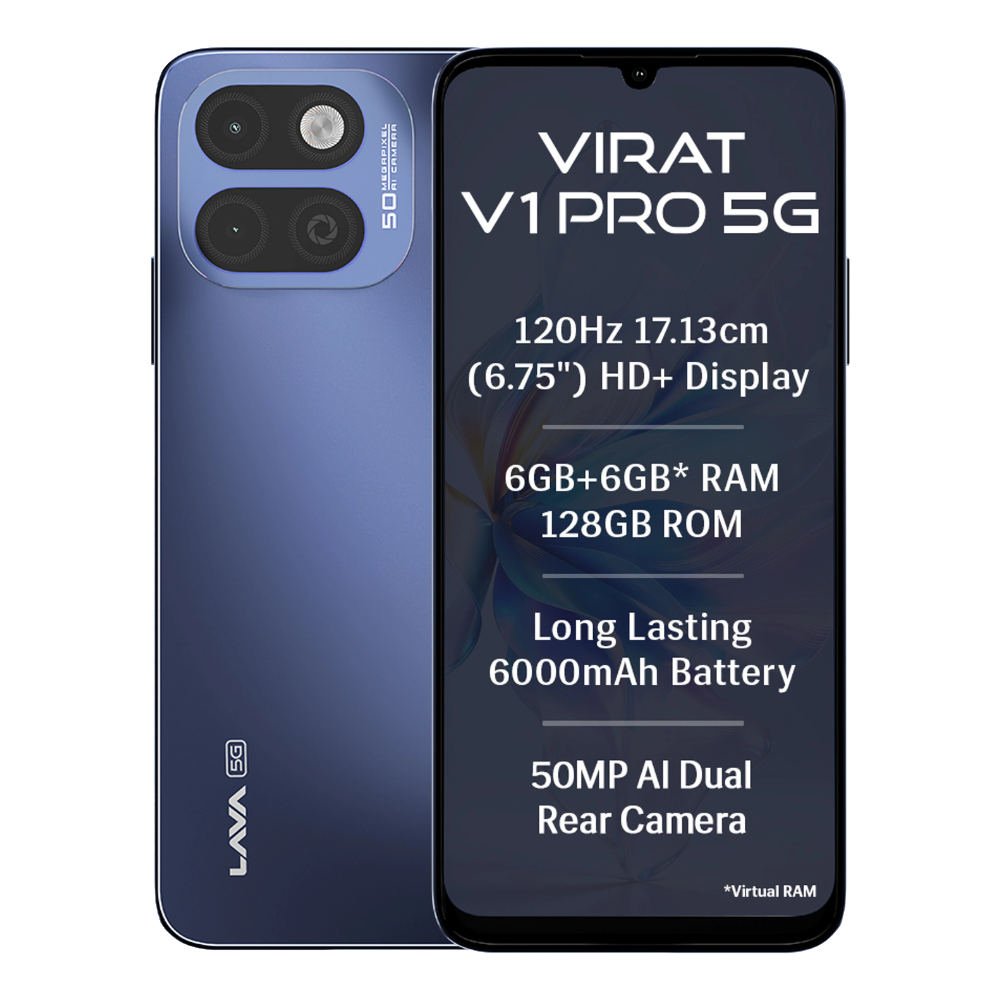 50 MEGAPIXEL
AI CAMERA
LAVA 5G
VIRAT
V1 PRO 5G
120Hz 17.13cm
(6.75") HD+ Display
6GB+6GB* RAM
128GB ROM
Long Lasting
6000mAh Battery
50MP AI Dual
Rear Camera
*Virtual RAM